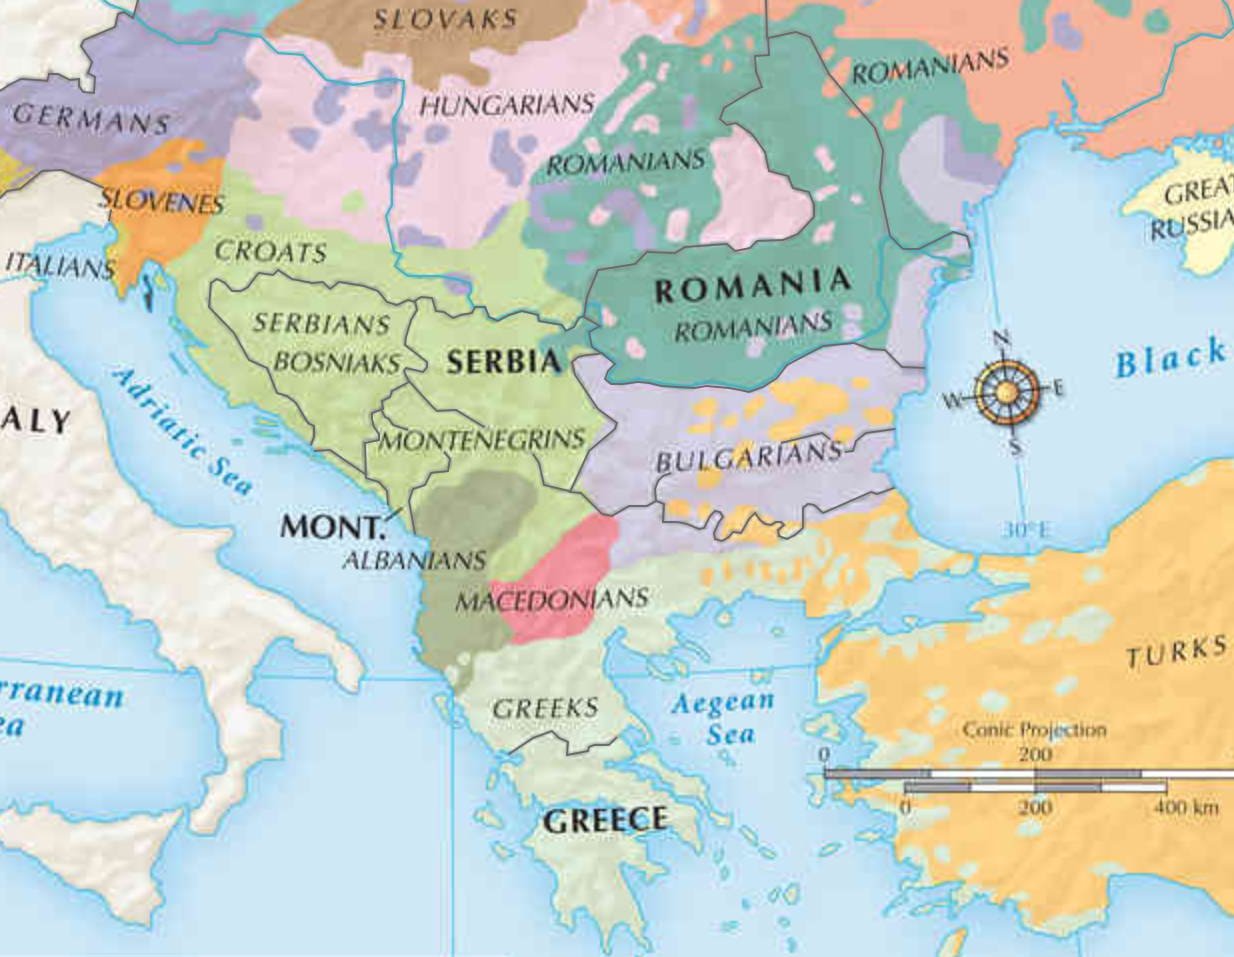 SLOVAKS
ROMANIANS
HUNGARIANS
GERMANS
ROMANIANS
SLOVENES
GREAT
RUSSIA
CROATS
ITALIANS
ROMANIA
ROMANIANS
SERBIANS
BOSNIAKS
SERBIA
N
W
E
S
Black
Adriatic Sea
ALY
MONTENEGRINS
BULGARIANS
MONT.
30°E
ALBANIANS
MACEDONIANS
TURKS
rranean
ea
GREEKS
Aegean
Sea
Conic Projection
0 200
0 200 400 km
GREECE